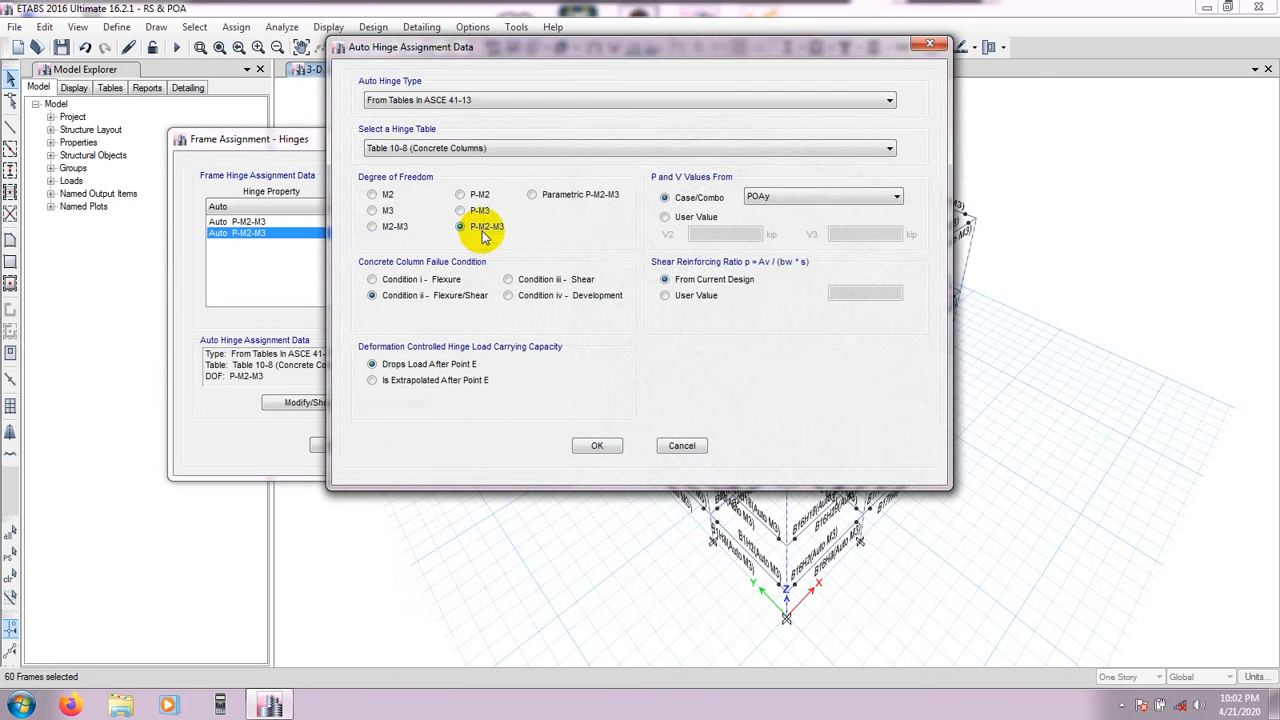 ETABS 2016 Ultimate 16.2.1 - RS & POA
File Edit View Define Draw Select Assign Analyze Display Design Detailing Options Tools Help
Model Explorer
3-D
Model Display Tables Reports Detailing
Model
Project
Structure Layout
Properties
Structural Objects
Groups
Loads
Named Output Items
Named Plots
Frame Assignment - Hinges
Frame Hinge Assignment Data
Hinge Property
Auto
Auto P-M2-M3
Auto P-M2-M3
Auto Hinge Assignment Data
Type: From Tables In ASCE 41-
Table: Table 10-8 (Concrete Co
DOF: P-M2-M3
Modify/Sho
Auto Hinge Assignment Data
Auto Hinge Type
From Tables In ASCE 41-13
Select a Hinge Table
Table 10-8 (Concrete Columns)
Degree of Freedom
M2 P-M2 Parametric P-M2-M3
M3 P-M3
M2-M3 P-M2-M3
P and V Values From
Case/Combo POAy
User Value
V2 kip V3 kip
Concrete Column Failue Condition
Condition i - Flexure Condition iii - Shear
Condition ii - Flexure/Shear Condition iv - Development
Shear Reinforcing Ratio p = Av / (bw * s)
From Current Design
User Value
Deformation Controlled Hinge Load Carrying Capacity
Drops Load After Point E
Is Extrapolated After Point E
OK Cancel
Y Z X
all
ps
clr
60 Frames selected
One Story Global Units...
10:02 PM
4/21/2020